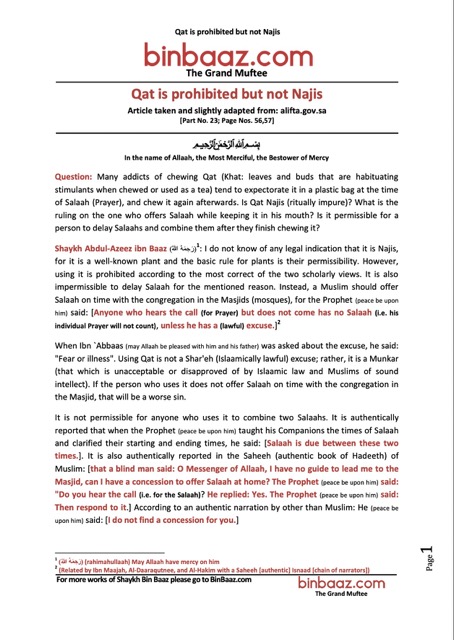 Qat is prohibited but not Najis
binbaaz.com
The Grand Muftee
Qat is prohibited but not Najis
Article taken and slightly adapted from: alifta.gov.sa
[Part No. 23; Page Nos. 56,57]
بِسْمِ اللهِ الرَّحْمَنِ الرَّحِيمِ
In the name of Allaah, the Most Merciful, the Bestower of Mercy
Question: Many addicts of chewing Qat (Khat: leaves and buds that are habituating
stimulants when chewed or used as a tea) tend to expectorate it in a plastic bag at the time
of Salaah (Prayer), and chew it again afterwards. Is Qat Najis (ritually impure)? What is the
ruling on the one who offers Salaah while keeping it in his mouth? Is it permissible for a
person to delay Salaahs and combine them after they finish chewing it?
Shaykh Abdul-Azeez ibn Baaz (رَحِمَهُ اللَّهُ)1: I do not know of any legal indication that it is Najis,
for it is a well-known plant and the basic rule for plants is their permissibility. However,
using it is prohibited according to the most correct of the two scholarly views. It is also
impermissible to delay Salaah for the mentioned reason. Instead, a Muslim should offer
Salaah on time with the congregation in the Masjids (mosques), for the Prophet (peace be upon
him) said: [Anyone who hears the call (for Prayer) but does not come has no Salaah (i.e. his
individual Prayer will not count), unless he has a (lawful) excuse.]2
When Ibn `Abbaas (may Allaah be pleased with him and his father) was asked about the excuse, he said:
"Fear or illness". Using Qat is not a Shar'eh (Islaamically lawful) excuse; rather, it is a Munkar
(that which is unacceptable or disapproved of by Islaamic law and Muslims of sound
intellect). If the person who uses it does not offer Salaah on time with the congregation in
the Masjid, that will be a worse sin.
It is not permissible for anyone who uses it to combine two Salaahs. It is authentically
reported that when the Prophet (peace be upon him) taught his Companions the times of Salaah
and clarified their starting and ending times, he said: [Salaah is due between these two
times.]. It is also authentically reported in the Saheeh (authentic book of Hadeeth) of
Muslim: [that a blind man said: O Messenger of Allaah, I have no guide to lead me to the
Masjid, can I have a concession to offer Salaah at home? The Prophet (peace be upon him) said:
"Do you hear the call (i.e. for the Salaah)? He replied: Yes. The Prophet (peace be upon him) said:
Then respond to it.] According to an authentic narration by other than Muslim: He (peace be
upon him) said: [I do not find a concession for you.]
1 (رَحِمَهُ اللَّهُ) (rahimahullaah) May Allaah have mercy on him
2 (Related by Ibn Maajah, Al-Daaraqutnee, and Al-Hakim with a Saheeh [authentic] Isnaad [chain of narrators])
For more works of Shaykh Bin Baaz please go to BinBaaz.com
binbaaz.com
The Grand Muftee
Page1